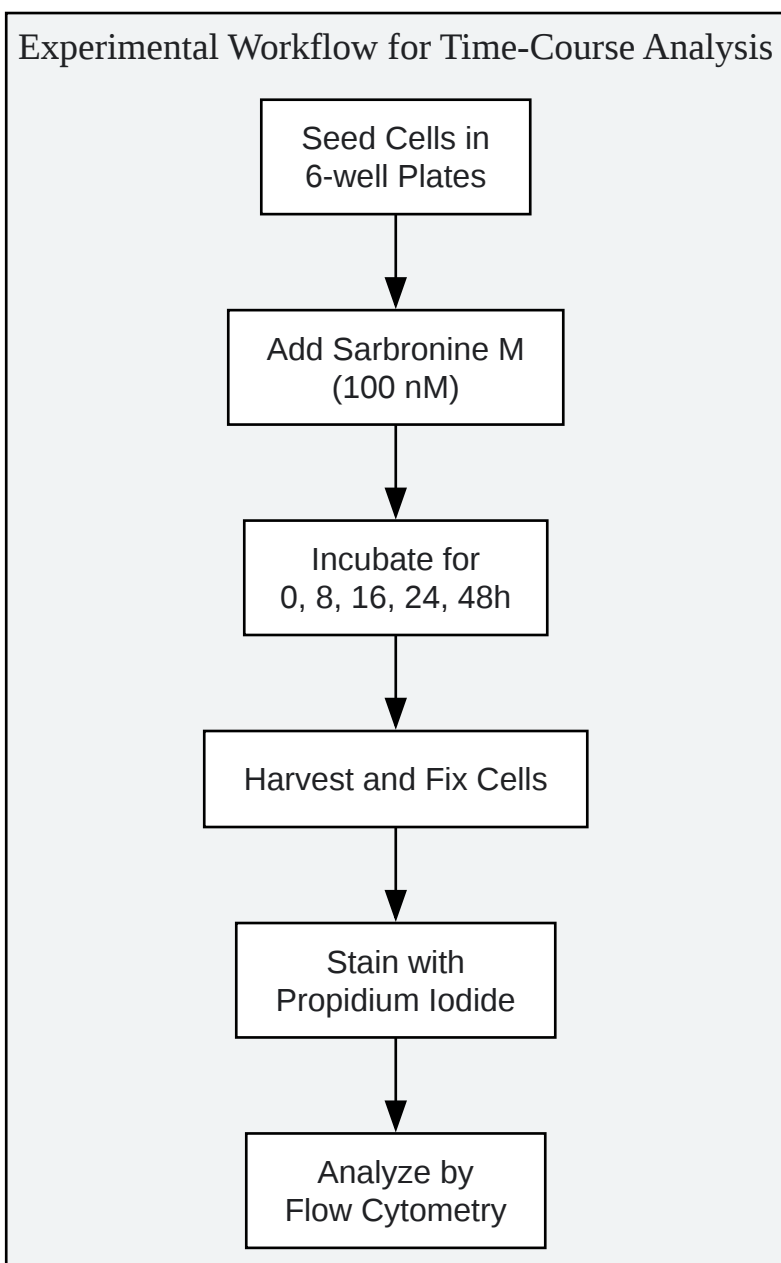 Experimental Workflow for Time-Course Analysis
Seed Cells in
6-well Plates
Add Sarbronine M
(100 nM)
Incubate for
0, 8, 16, 24, 48h
Harvest and Fix Cells
Stain with
Propidium Iodide
Analyze by
Flow Cytometry